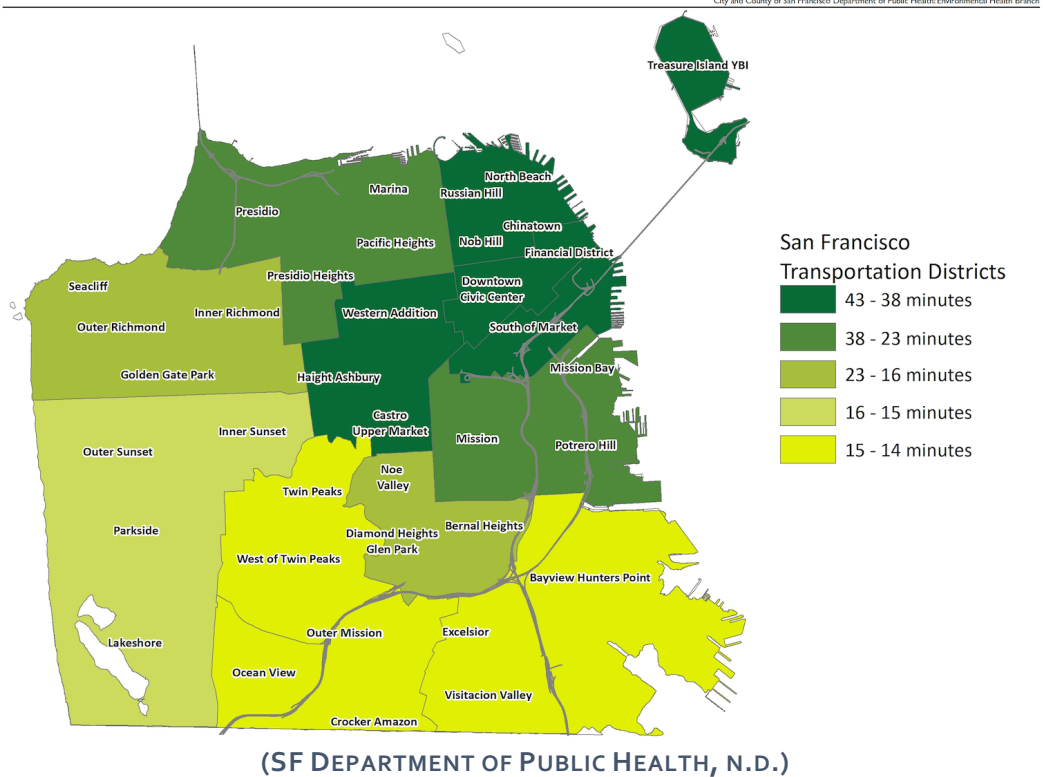 City and County of San Francisco Department of Public Health: Environmental Health Branch
Treasure Island YBI
North Beach
Russian Hill
Marina
Presidio
Chinatown
Pacific Heights
Nob Hill
Financial District
Presidio Heights
Seacliff
Downtown
Civic Center
Inner Richmond
Western Addition
Outer Richmond
South of Market
Mission Bay
Golden Gate Park
Haight Ashbury
Castro
Upper Market
Inner Sunset
Mission
Potrero Hill
Outer Sunset
Noe
Valley
Twin Peaks
Parkside
Bernal Heights
Diamond Heights
Glen Park
West of Twin Peaks
Bayview Hunters Point
Outer Mission
Excelsior
Lakeshore
Ocean View
Visitacion Valley
Crocker Amazon
San Francisco
Transportation Districts
43 - 38 minutes
38 - 23 minutes
23 - 16 minutes
16 - 15 minutes
15 - 14 minutes
(SF Department of Public Health, n.d.)